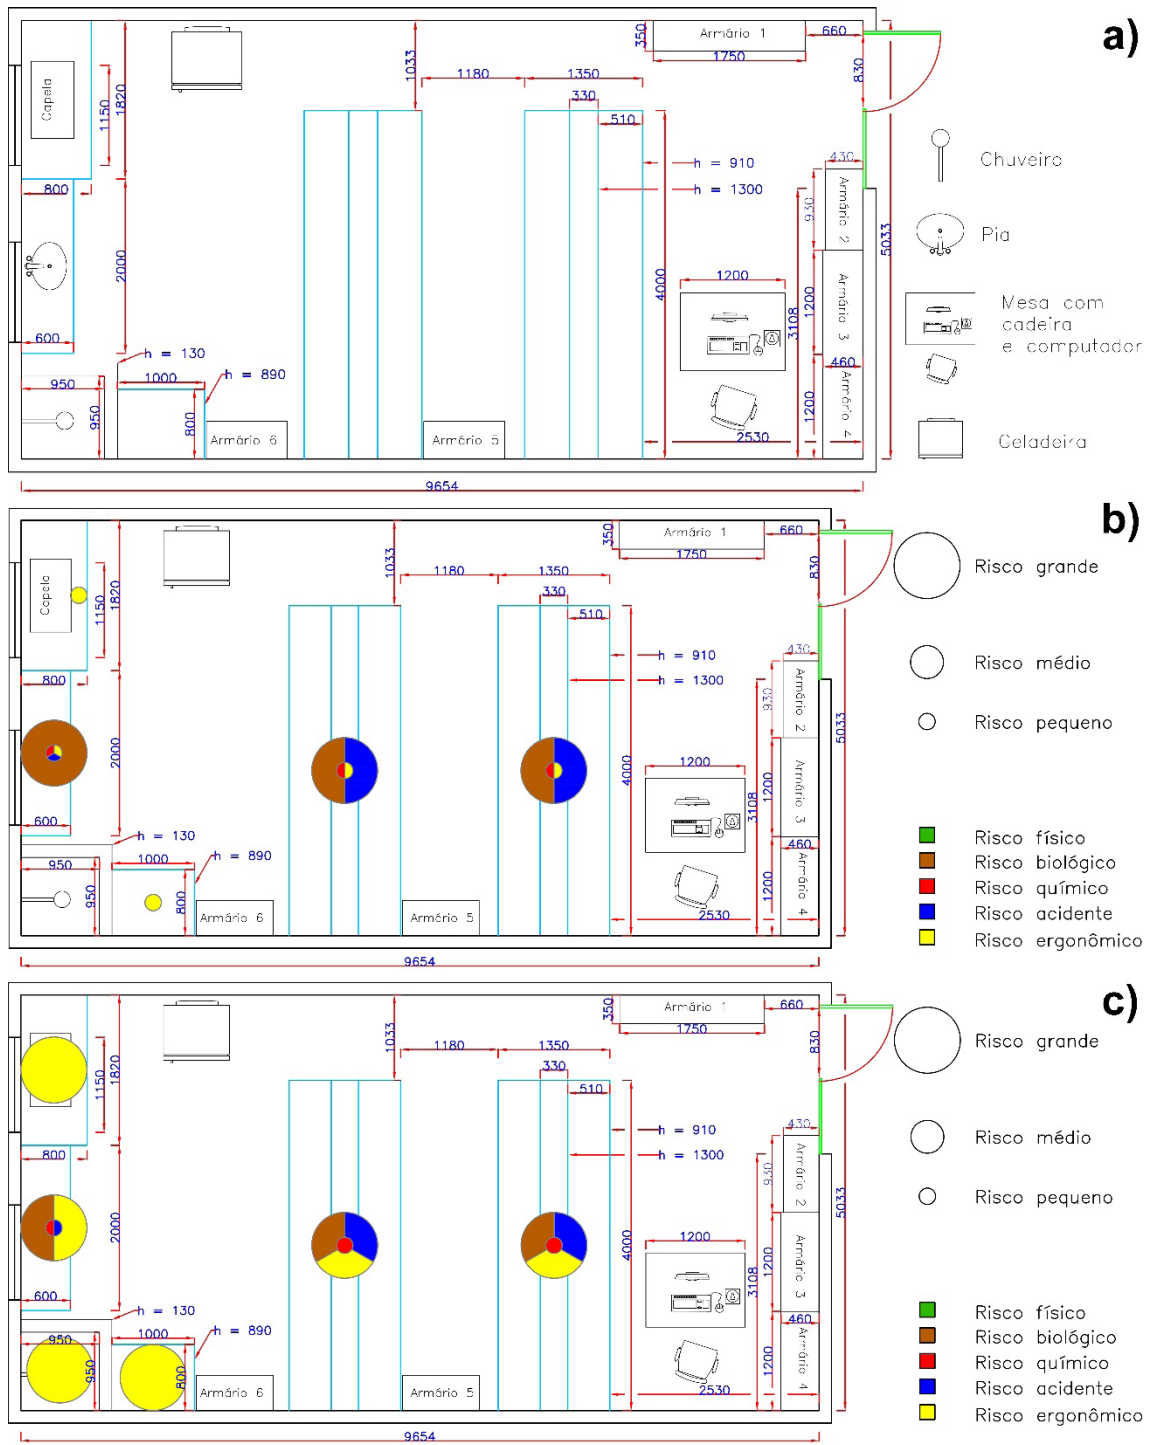 a)
Armário 1
350
1750
660
830
1033
1180
1350
330
510
h = 910
h = 1300
Capela
1150
1820
800
2000
600
h = 130
1000
h = 890
950
950
800
Armário 6
Armário 5
4000
1200
3108
2530
430
930
Armário 2
1200
Armário 3
460
1200
Armário 4
5033
9654
Chuveiro
Pia
Mesa com
cadeira
e computador
Geladeira
b)
Armário 1
350
1750
660
830
1033
1180
1350
330
510
h = 910
h = 1300
Capela
1150
1820
800
2000
600
h = 130
1000
h = 890
950
950
800
Armário 6
Armário 5
4000
1200
3108
2530
430
930
Armário 2
1200
Armário 3
460
1200
Armário 4
5033
9654
Risco grande
Risco médio
Risco pequeno
Risco físico
Risco biológico
Risco químico
Risco acidente
Risco ergonômico
c)
Armário 1
350
1750
660
830
1033
1180
1350
330
510
h = 910
h = 1300
1150
1820
800
2000
600
h = 130
1000
h = 890
950
950
800
Armário 6
Armário 5
4000
1200
3108
2530
430
930
Armário 2
1200
Armário 3
460
1200
Armário 4
5033
9654
Risco grande
Risco médio
Risco pequeno
Risco físico
Risco biológico
Risco químico
Risco acidente
Risco ergonômico